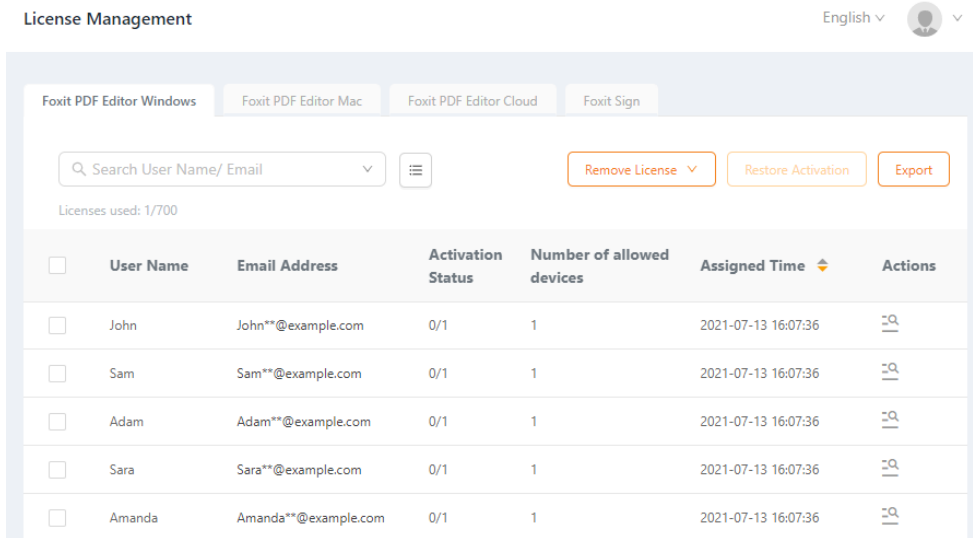 License Management
English
Foxit PDF Editor Windows Foxit PDF Editor Mac Foxit PDF Editor Cloud Foxit Sign
Search User Name/ Email Remove License Restore Activation Export
Licenses used: 1/700
User Name Email Address Activation Status Number of allowed devices Assigned Time Actions
John John**@example.com 0/1 1 2021-07-13 16:07:36
Sam Sam**@example.com 0/1 1 2021-07-13 16:07:36
Adam Adam**@example.com 0/1 1 2021-07-13 16:07:36
Sara Sara**@example.com 0/1 1 2021-07-13 16:07:36
Amanda Amanda**@example.com 0/1 1 2021-07-13 16:07:36